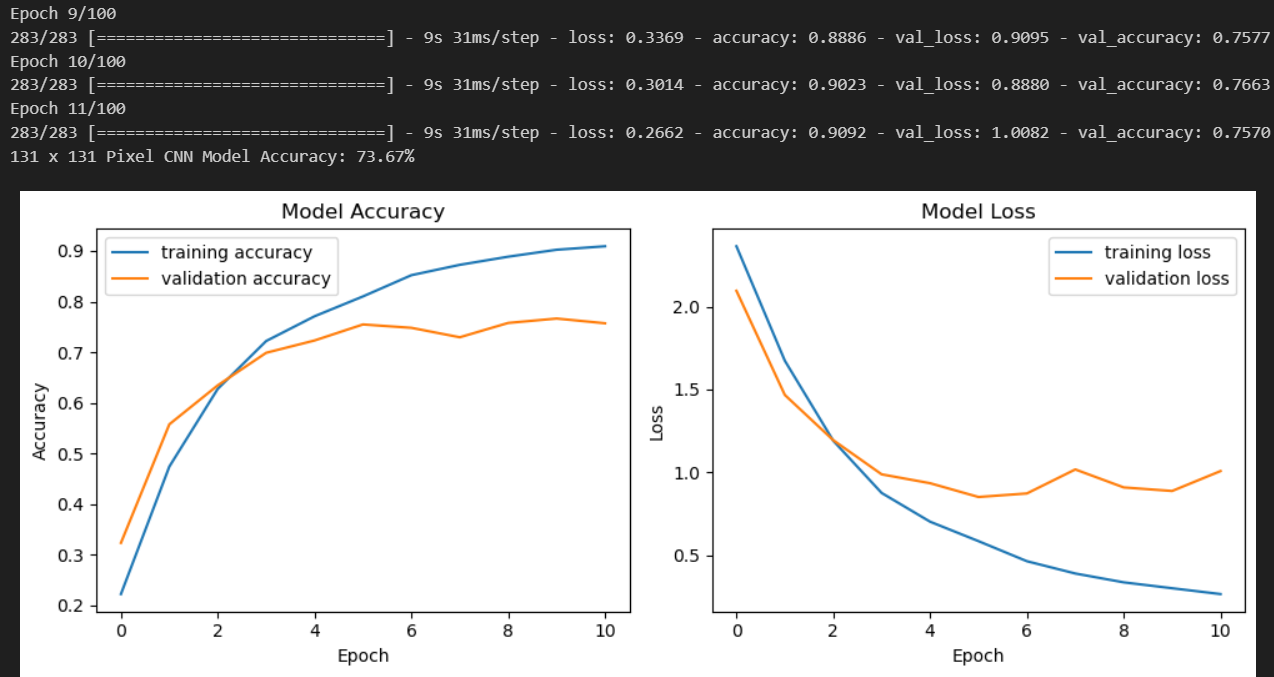 Epoch 9/100
283/283 [==============================] - 9s 31ms/step - loss: 0.3369 - accuracy: 0.8886 - val_loss: 0.9095 - val_accuracy: 0.7577
Epoch 10/100
283/283 [==============================] - 9s 31ms/step - loss: 0.3014 - accuracy: 0.9023 - val_loss: 0.8880 - val_accuracy: 0.7663
Epoch 11/100
283/283 [==============================] - 9s 31ms/step - loss: 0.2662 - accuracy: 0.9092 - val_loss: 1.0082 - val_accuracy: 0.7570
131 x 131 Pixel CNN Model Accuracy: 73.67%
Model Accuracy
training accuracy
validation accuracy
Accuracy
0.9
0.8
0.7
0.6
0.5
0.4
0.3
0.2
0 2 4 6 8 10
Epoch
Model Loss
training loss
validation loss
Loss
2.0
1.5
1.0
0.5
0 2 4 6 8 10
Epoch